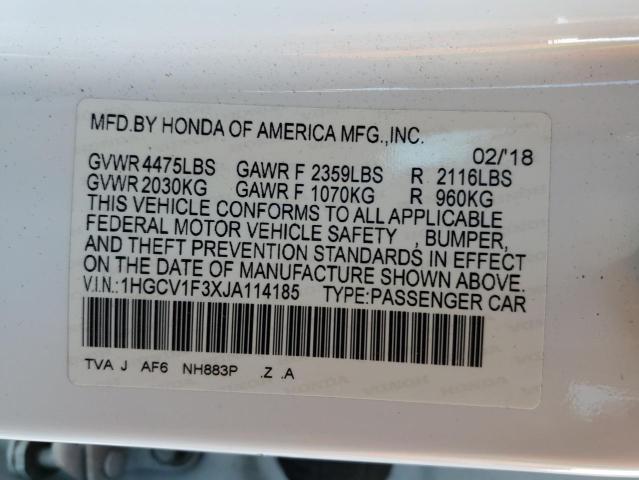 MFD.BY HONDA OF AMERICA MFG.,INC.
02/'18
GVWR 4475LBS GAWR F 2359LBS R 2116LBS
GVWR 2030KG GAWR F 1070KG R 960KG
THIS VEHICLE CONFORMS TO ALL APPLICABLE
FEDERAL MOTOR VEHICLE SAFETY , BUMPER,
AND THEFT PREVENTION STANDARDS IN EFFECT
ON THE DATE OF MANUFACTURE SHOWN ABOVE.
V.I.N.:1HGCV1F3XJA114185 TYPE:PASSENGER CAR
TVA J AF6 NH883P .Z .A